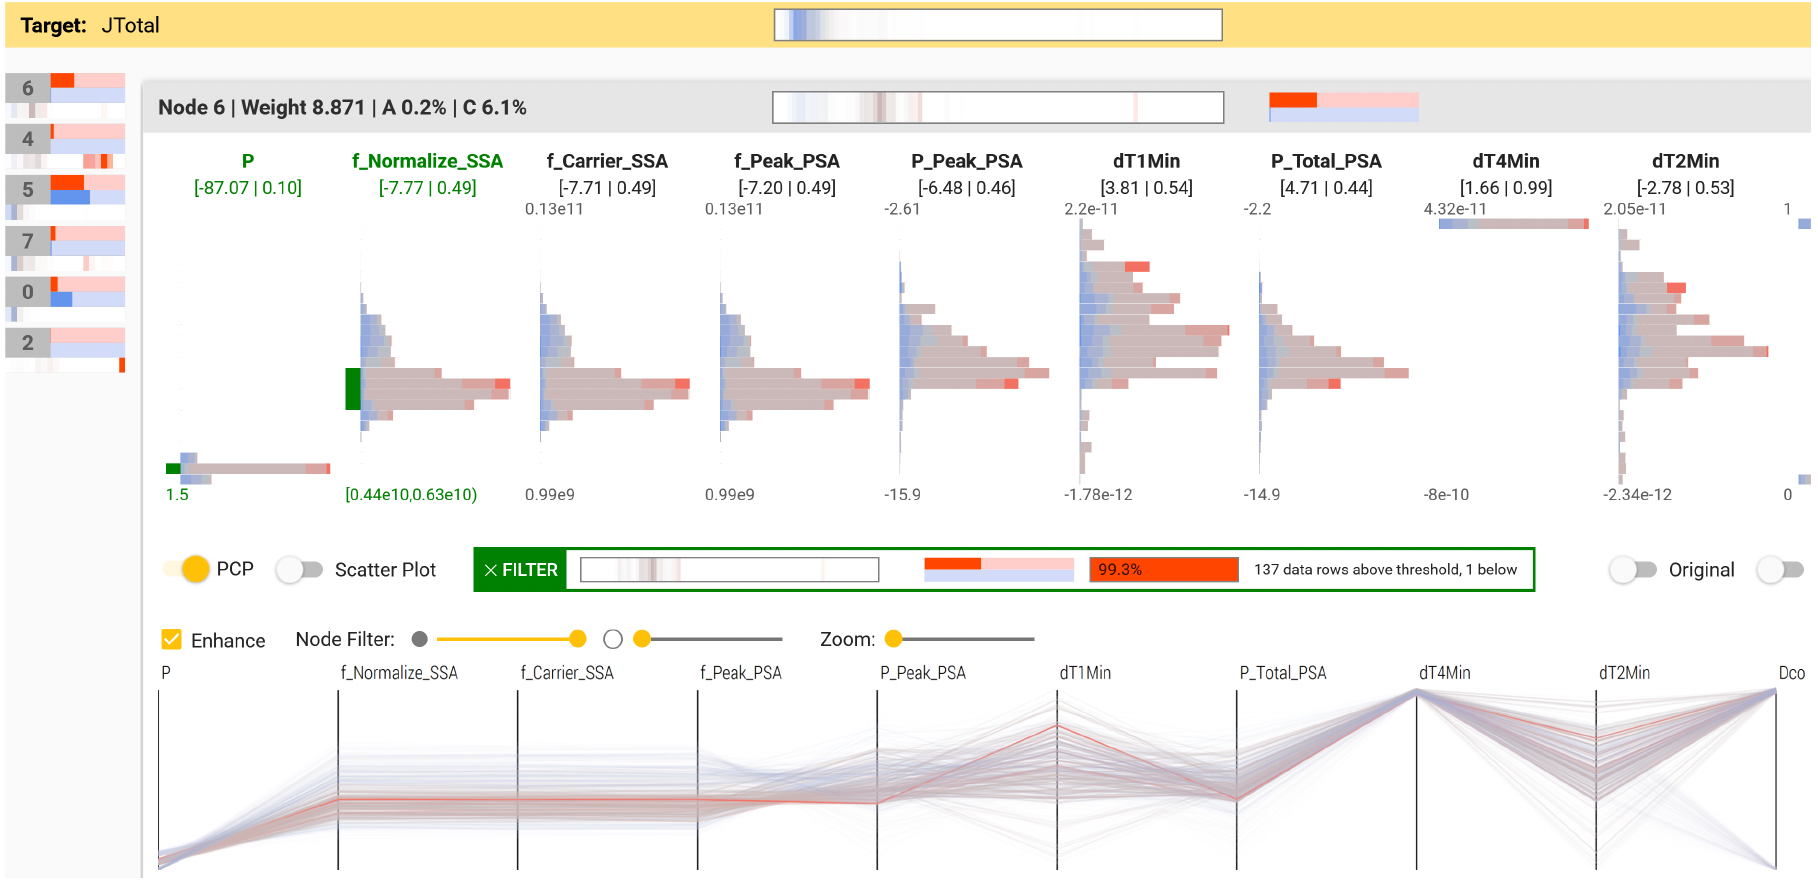 Target: JTotal
6
4
5
7
0
2
Node 6 | Weight 8.871 | A 0.2% | C 6.1%
P f_Normalize_SSA f_Carrier_SSA f_Peak_PSA P_Peak_PSA dT1Min P_Total_PSA dT4Min dT2Min
[-87.07 | 0.10] [-7.77 | 0.49] [-7.71 | 0.49] [-7.20 | 0.49] [-6.48 | 0.46] [3.81 | 0.54] [4.71 | 0.44] [1.66 | 0.99] [-2.78 | 0.53]
0.13e11 0.13e11 -2.61 2.2e-11 -2.2 4.32e-11 2.05e-11 1
1.5 [0.44e10,0.63e10) 0.99e9 0.99e9 -15.9 -1.78e-12 -14.9 -8e-10 -2.34e-12 0
PCP Scatter Plot × FILTER 99.3% 137 data rows above threshold, 1 below Original
Enhance Node Filter: Zoom:
P f_Normalize_SSA f_Carrier_SSA f_Peak_PSA P_Peak_PSA dT1Min P_Total_PSA dT4Min dT2Min Dco